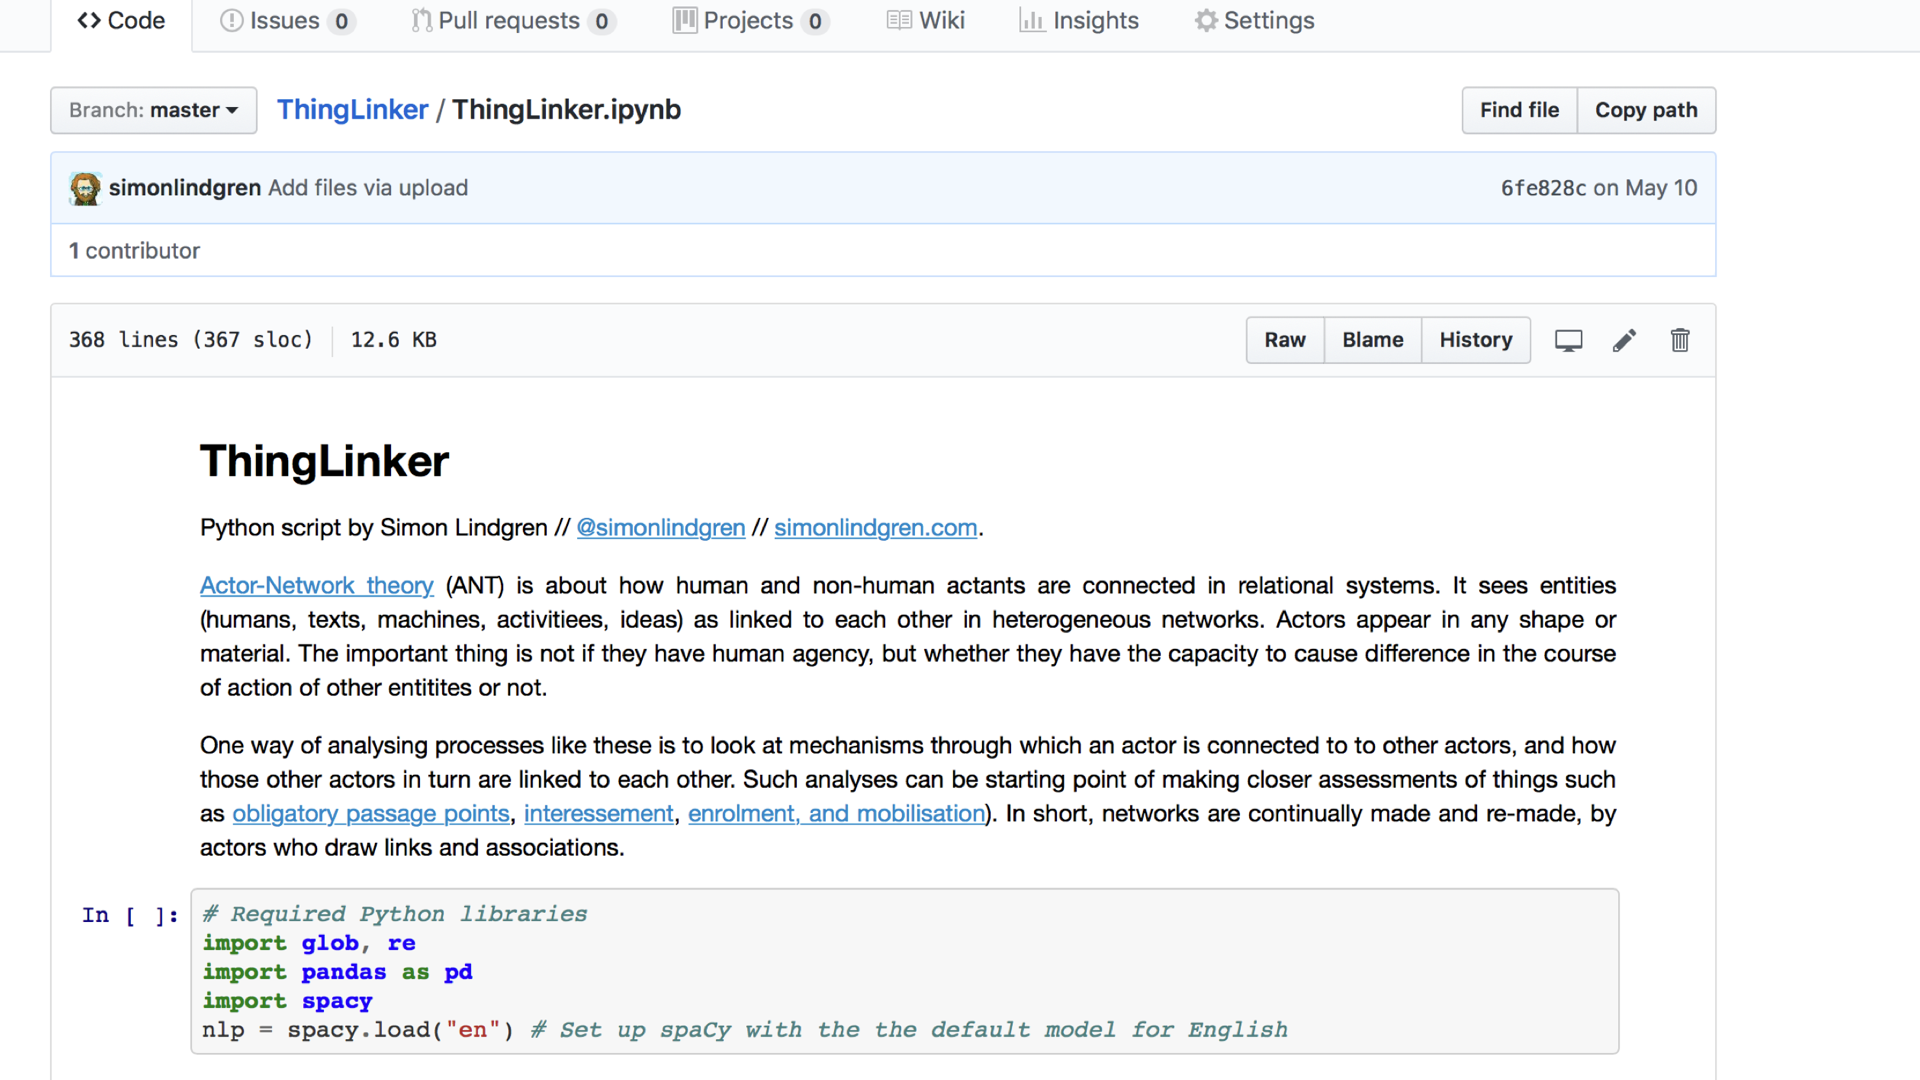 Code Issues 0 Pull requests 0 Projects 0 Wiki Insights Settings
Branch: master ThingLinker / ThingLinker.ipynb Find file Copy path
simonlindgren Add files via upload 6fe828c on May 10
1 contributor
368 lines (367 sloc) 12.6 KB Raw Blame History
ThingLinker
Python script by Simon Lindgren // @simonlindgren // simonlindgren.com.
Actor-Network theory (ANT) is about how human and non-human actants are connected in relational systems. It sees entities
(humans, texts, machines, activitiees, ideas) as linked to each other in heterogeneous networks. Actors appear in any shape or
material. The important thing is not if they have human agency, but whether they have the capacity to cause difference in the course
of action of other entitites or not.
One way of analysing processes like these is to look at mechanisms through which an actor is connected to to other actors, and how
those other actors in turn are linked to each other. Such analyses can be starting point of making closer assessments of things such
as obligatory passage points, interessement, enrolment, and mobilisation). In short, networks are continually made and re-made, by
actors who draw links and associations.
In [ ]: # Required Python libraries
import glob, re
import pandas as pd
import spacy
nlp = spacy.load("en") # Set up spaCy with the the default model for English